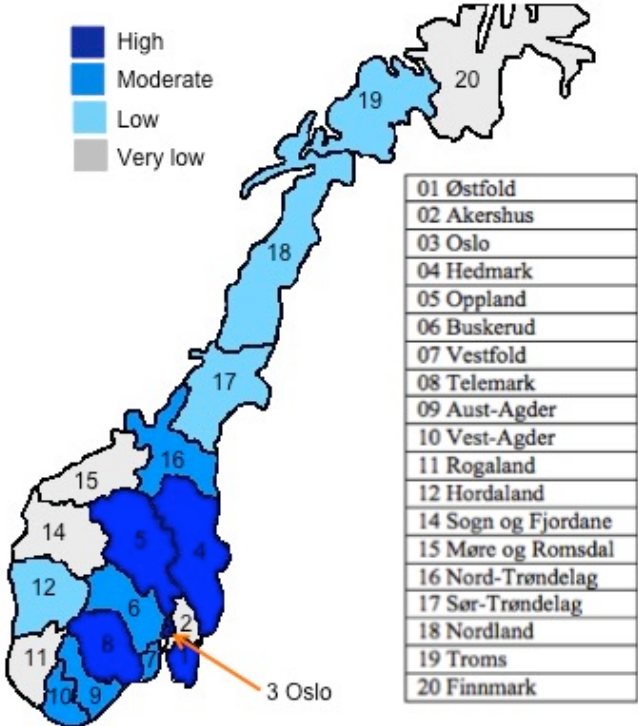 High
Moderate
Low
Very low
20
19
18
17
16
15
14
5
4
12
6
2
8
11
7
1
9
10
3 Oslo
01 Østfold
02 Akershus
03 Oslo
04 Hedmark
05 Oppland
06 Buskerud
07 Vestfold
08 Telemark
09 Aust-Agder
10 Vest-Agder
11 Rogaland
12 Hordaland
14 Sogn og Fjordane
15 Møre og Romsdal
16 Nord-Trøndelag
17 Sør-Trøndelag
18 Nordland
19 Troms
20 Finnmark